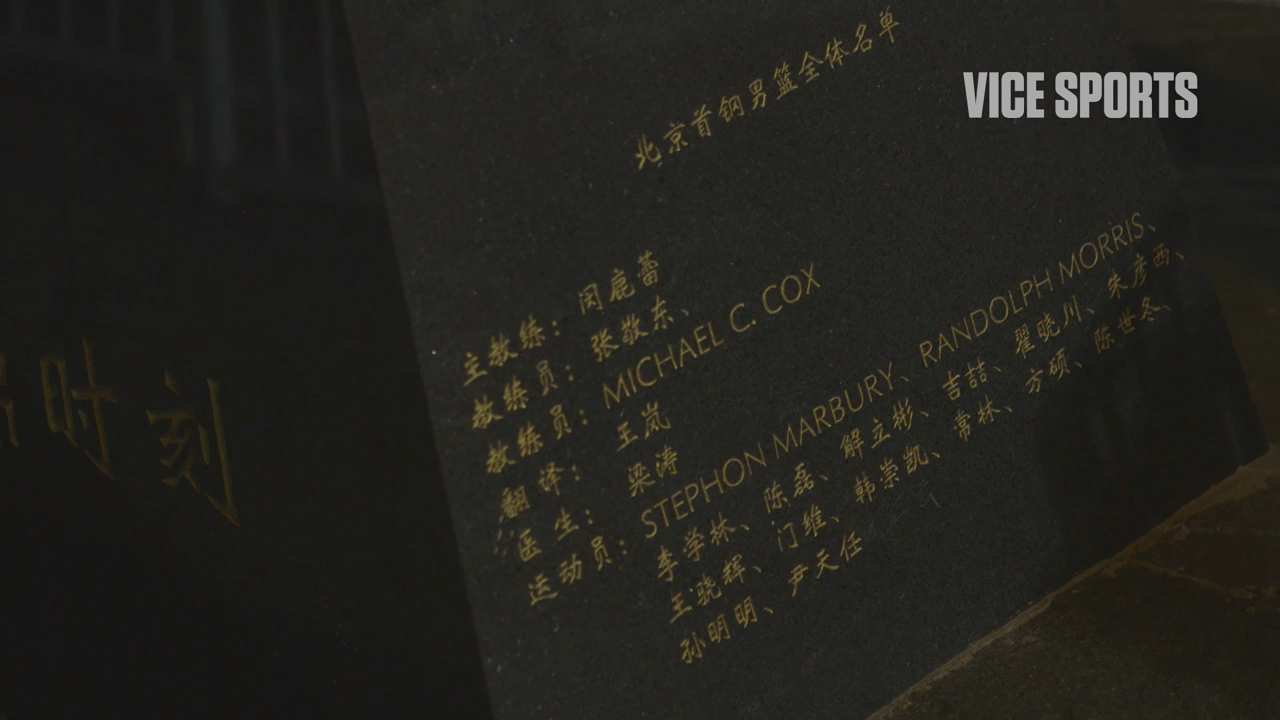 VICE SPORTS
北京首钢男篮全体名单
主教练：闵鹿蕾
教练员：张敬东、
教练员：MICHAEL C. COX
翻 译：王岚
医 生：梁涛
运动员：STEPHON MARBURY、RANDOLPH MORRIS、
李学林、陈磊、解立彬、吉喆、翟晓川、朱彦西、
王骁辉、门维、韩崇凯、常林、方硕、陈世冬、
孙明明、尹天任
时刻